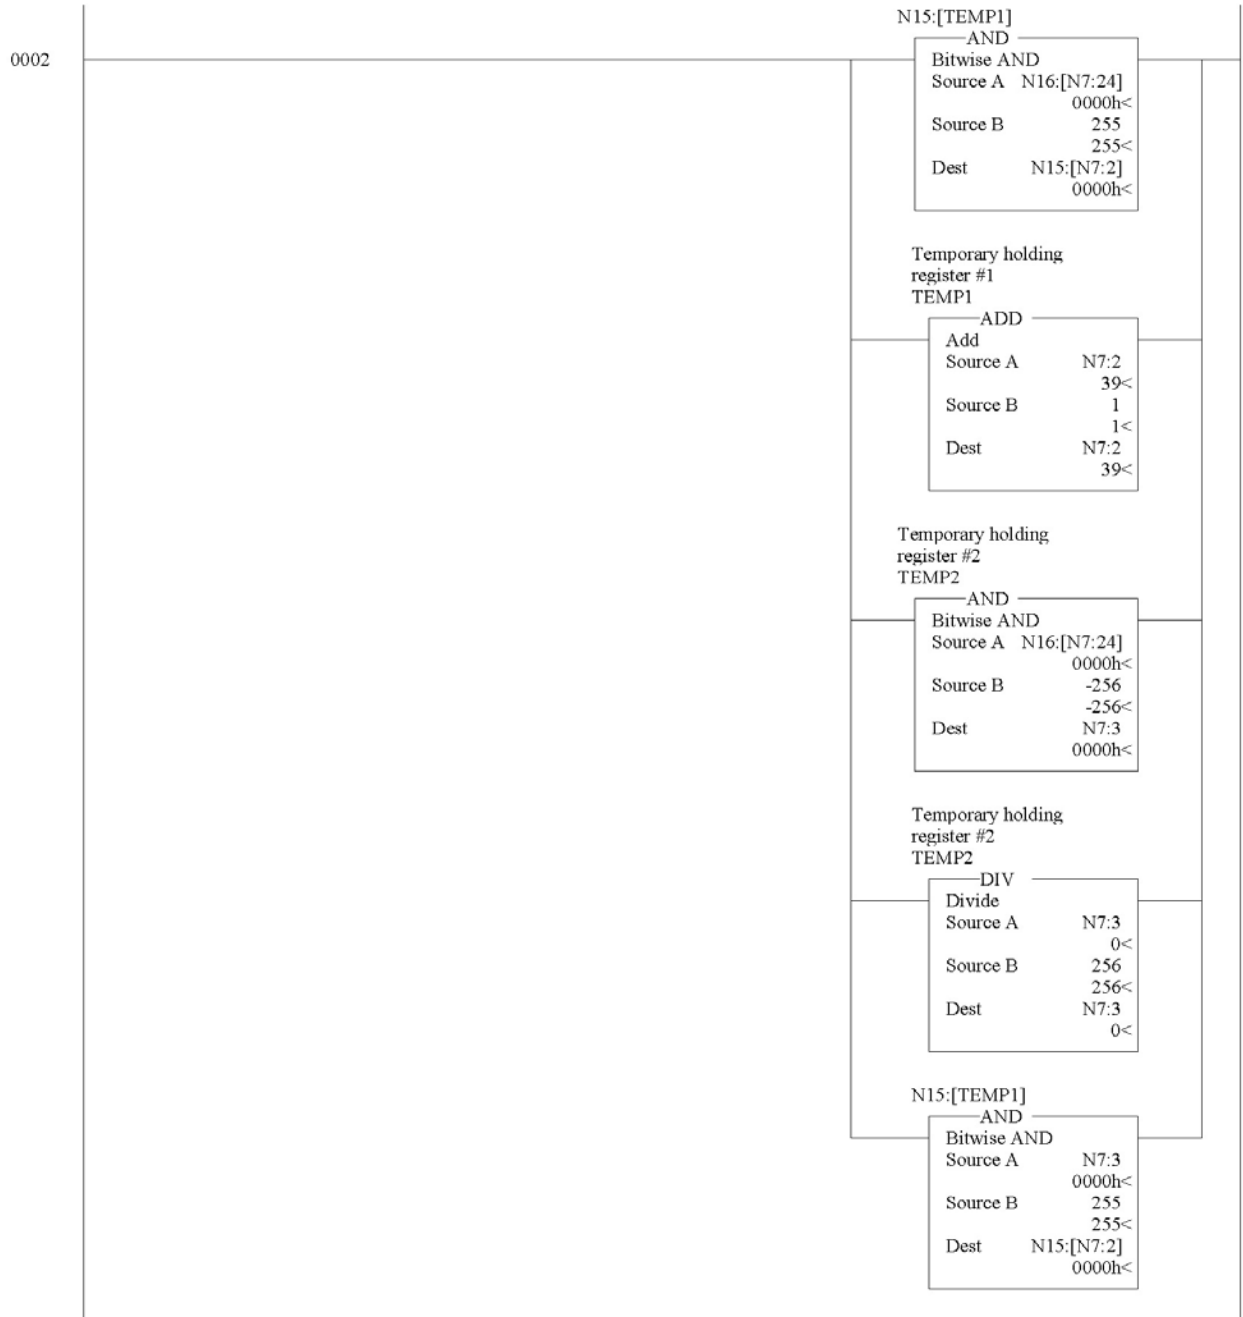 N15:[TEMP1]
AND
0002
Bitwise AND
Source A N16:[N7:24]
0000h<
Source B 255
255<
Dest N15:[N7:2]
0000h<
Temporary holding
register #1
TEMP1
ADD
Add
Source A N7:2
39<
Source B 1
1<
Dest N7:2
39<
Temporary holding
register #2
TEMP2
AND
Bitwise AND
Source A N16:[N7:24]
0000h<
Source B -256
-256<
Dest N7:3
0000h<
Temporary holding
register #2
TEMP2
DIV
Divide
Source A N7:3
0<
Source B 256
256<
Dest N7:3
0<
N15:[TEMP1]
AND
Bitwise AND
Source A N7:3
0000h<
Source B 255
255<
Dest N15:[N7:2]
0000h<